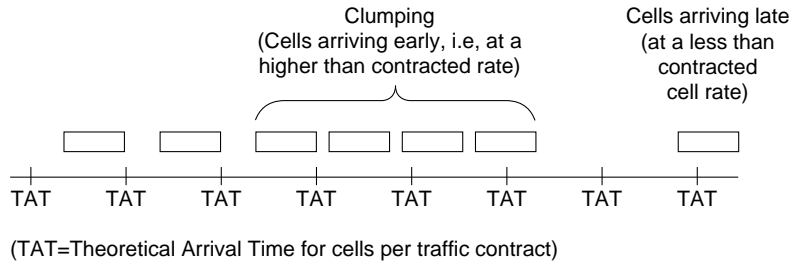 Clumping
(Cells arriving early, i.e, at a
higher than contracted rate)
Cells arriving late
(at a less than
contracted
cell rate)
TAT TAT TAT TAT TAT TAT TAT TAT
(TAT=Theoretical Arrival Time for cells per traffic contract)